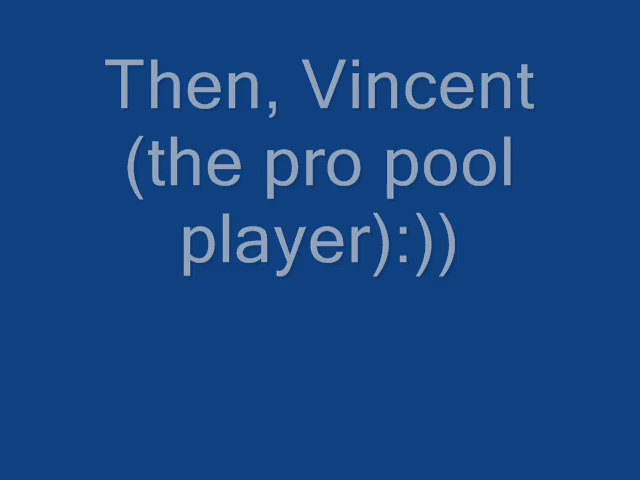 Then, Vincent
(the pro pool
player):))